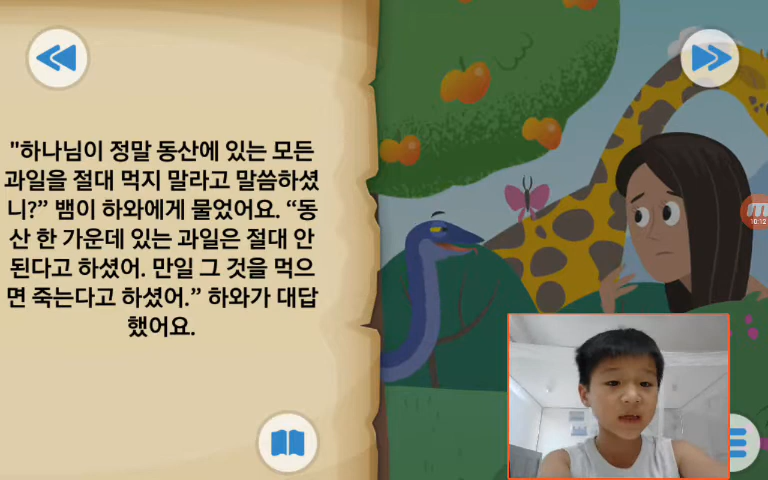 "하나님이 정말 동산에 있는 모든
과일을 절대 먹지 말라고 말씀하셨
니?” 뱀이 하와에게 물었어요. “동
산 한 가운데 있는 과일은 절대 안
된다고 하셨어. 만일 그 것을 먹으
면 죽는다고 하셨어.” 하와가 대답
했어요.
10:12